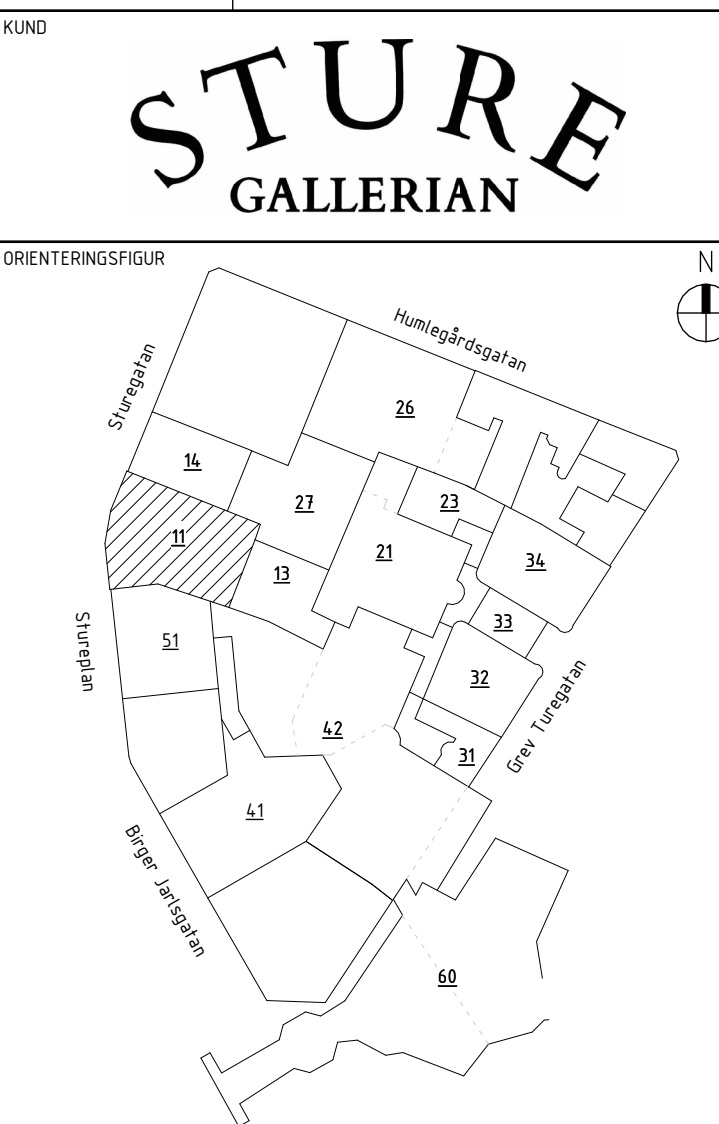 KUND
STURE
GALLERIAN
ORIENTERINGSFIGUR
N
Humlegårdsgatan
Sturegatan
26
14
27
23
11
21
34
13
33
51
Stureplan
32
42
Grev Turegatan
31
41
Birger Jarlsgatan
60